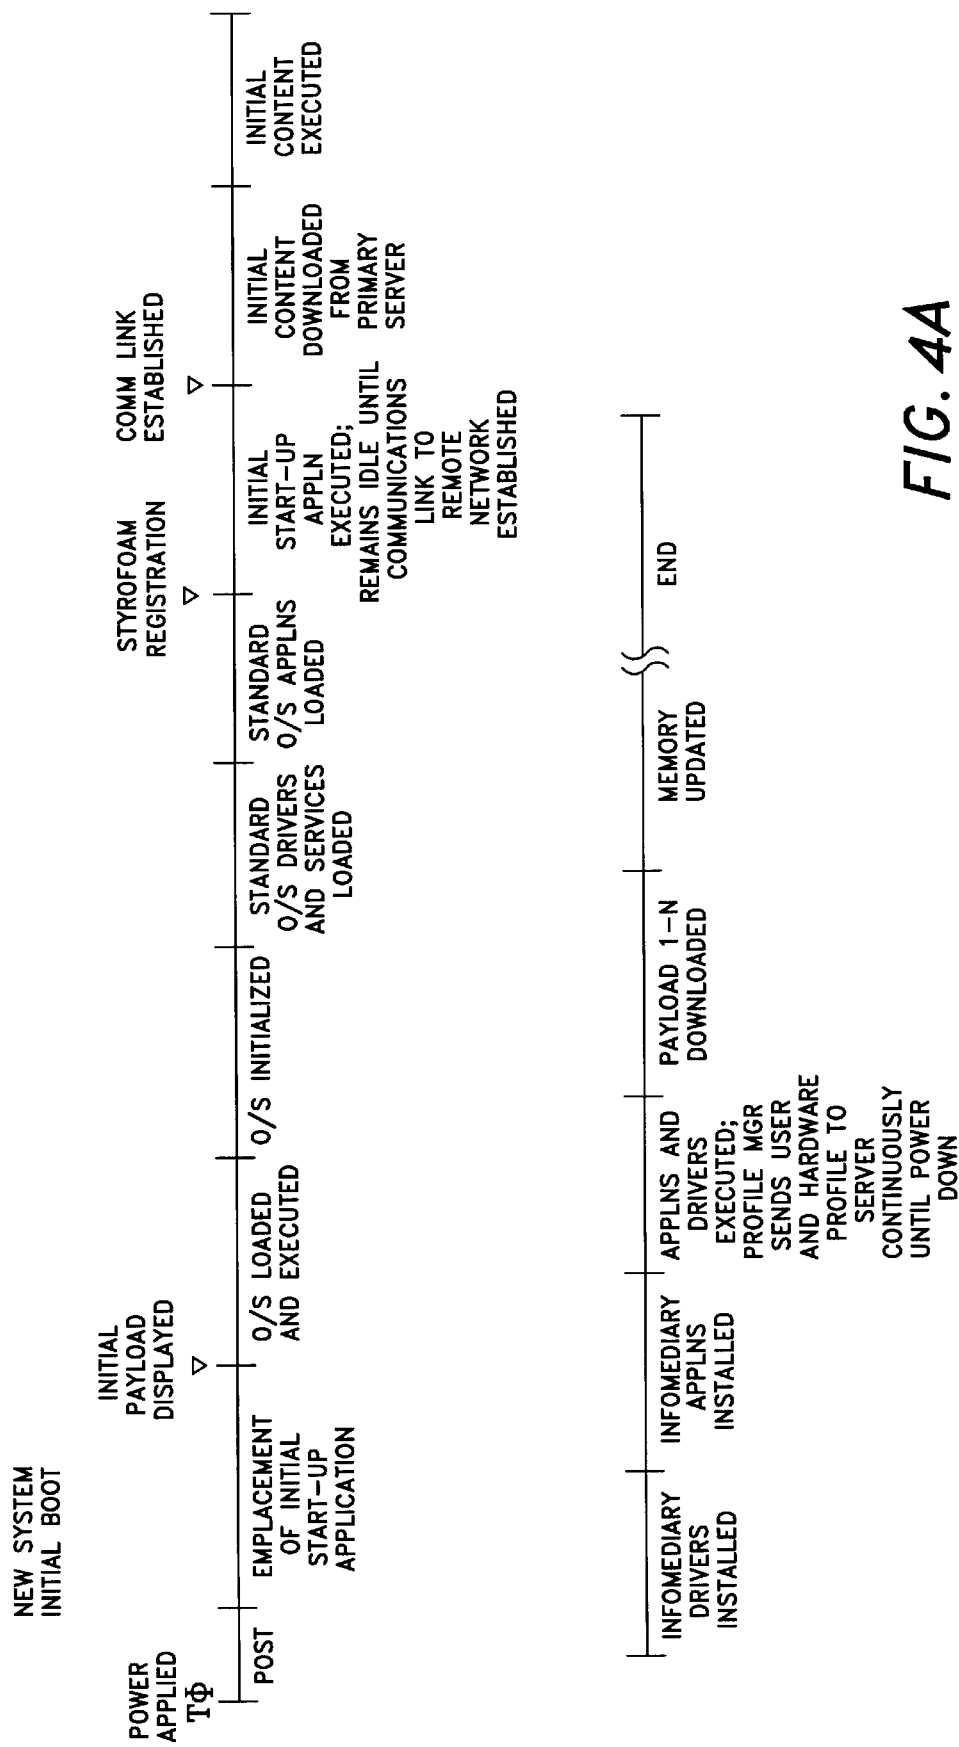 NEW SYSTEM
INITIAL BOOT
POWER
APPLIED
TΦ
INITIAL
PAYLOAD
DISPLAYED
STYROFOAM
REGISTRATION
COMM LINK
ESTABLISHED
POST
EMPLACEMENT
OF INITIAL
START-UP
APPLICATION
O/S LOADED
AND EXECUTED
O/S INITIALIZED
STANDARD
O/S DRIVERS
AND SERVICES
LOADED
STANDARD
O/S APPLNS
LOADED
INITIAL
START-UP
APPLN
EXECUTED;
REMAINS IDLE UNTIL
COMMUNICATIONS
LINK TO
REMOTE
NETWORK
ESTABLISHED
INITIAL
CONTENT
DOWNLOADED
FROM
PRIMARY
SERVER
INITIAL
CONTENT
EXECUTED
INFOMEDIARY
DRIVERS
INSTALLED
INFOMEDIARY
APPLNS
INSTALLED
APPLNS AND
DRIVERS
EXECUTED;
PROFILE MGR
SENDS USER
AND HARDWARE
PROFILE TO
SERVER
CONTINUOUSLY
UNTIL POWER
DOWN
PAYLOAD 1-N
DOWNLOADED
MEMORY
UPDATED
END
FIG. 4A